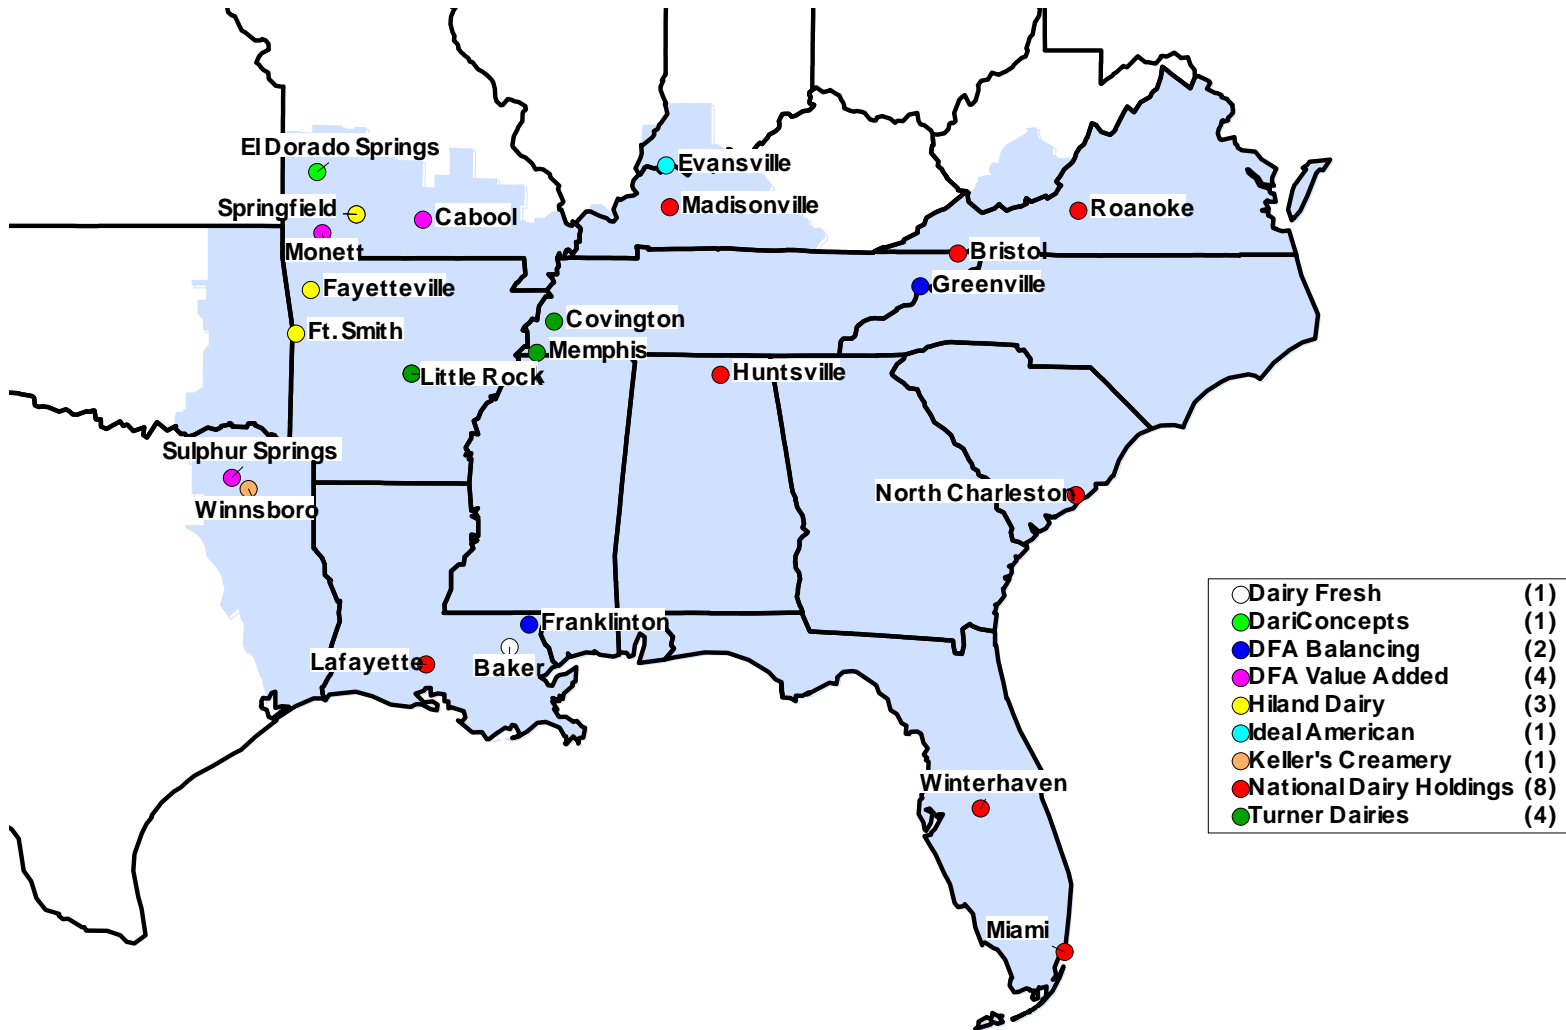 El Dorado Springs
Evansville
Springfield
Cabool
Madisonville
Roanoke
Monett
Bristol
Fayetteville
Greenville
Ft. Smith
Covington
Memphis
Little Rock
Huntsville
Sulphur Springs
North Charleston
Winnsboro
Franklinton
Lafayette
Baker
Winterhaven
Miami
Dairy Fresh (1)
DariConcepts (1)
DFA Balancing (2)
DFA Value Added (4)
Hiland Dairy (3)
Ideal American (1)
Keller's Creamery (1)
National Dairy Holdings (8)
Turner Dairies (4)